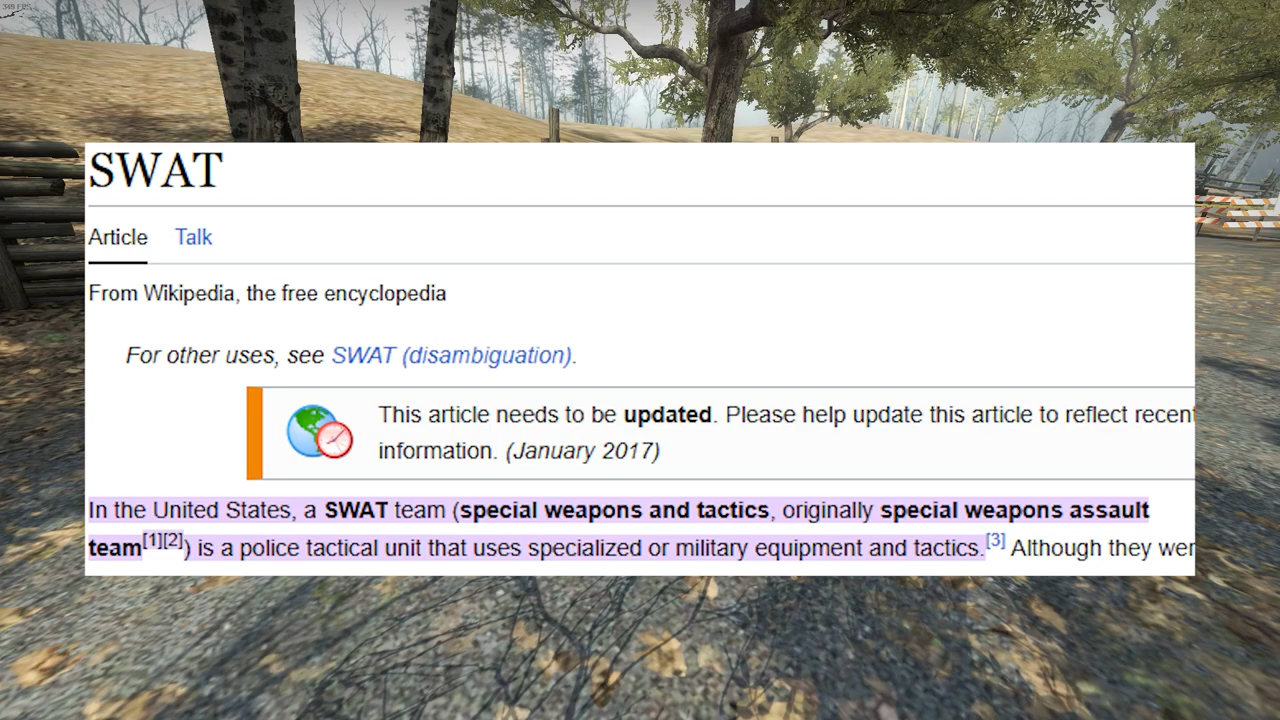 349 FPS
SWAT
Article Talk
From Wikipedia, the free encyclopedia
For other uses, see SWAT (disambiguation).
This article needs to be updated. Please help update this article to reflect recent
information. (January 2017)
In the United States, a SWAT team (special weapons and tactics, originally special weapons assault
team[1][2]) is a police tactical unit that uses specialized or military equipment and tactics.[3] Although they wer